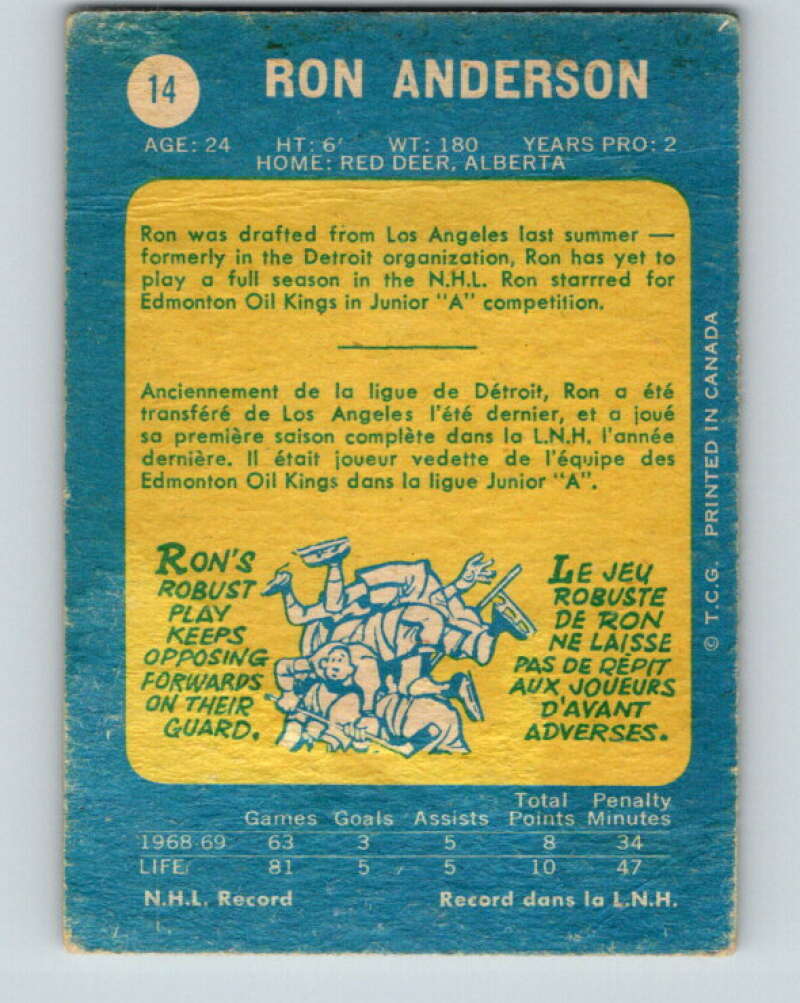 14
RON ANDERSON
AGE: 24 HT: 6' WT: 180 YEARS PRO: 2
HOME: RED DEER, ALBERTA
Ron was drafted from Los Angeles last summer —
formerly in the Detroit organization, Ron has yet to
play a full season in the N.H.L. Ron starrred for
Edmonton Oil Kings in Junior "A" competition.
Anciennement de la ligue de Détroit, Ron a été
transféré de Los Angeles l'été dernier, et a joué
sa première saison complète dans la L.N.H. l'année
dernière. Il était joueur vedette de l'équipe des
Edmonton Oil Kings dans la ligue Junior "A".
RON'S
ROBUST
PLAY
KEEPS
OPPOSING
FORWARDS
ON THEIR
GUARD.
LE JEU
ROBUSTE
DE RON
NE LAISSE
PAS DE RÉPIT
AUX JOUEURS
D'AVANT
ADVERSES.
© T.C.G. PRINTED IN CANADA
Games Goals Assists Total Points Penalty Minutes
1968-69 63 3 5 8 34
LIFE 81 5 5 10 47
N.H.L. Record Record dans la L.N.H.